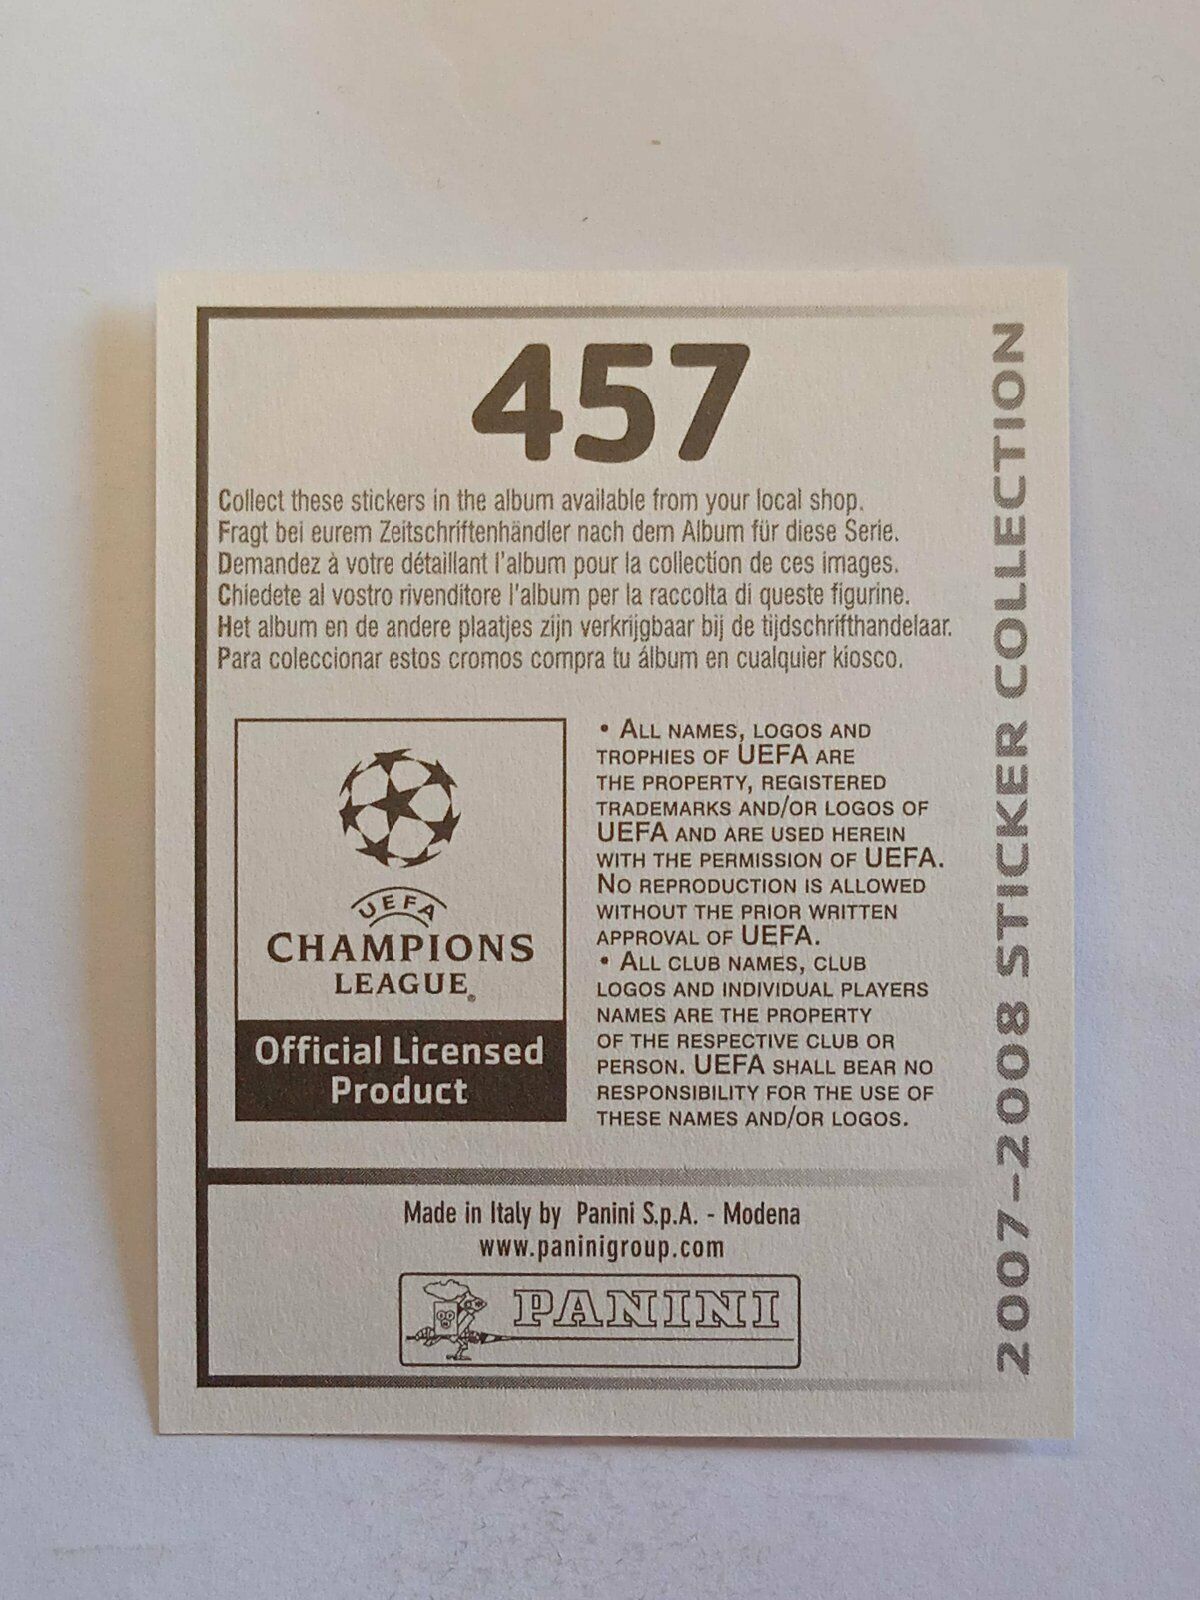 457
Collect these stickers in the album available from your local shop.
Fragt bei eurem Zeitschriftenhändler nach dem Album für diese Serie.
Demandez à votre détaillant l'album pour la collection de ces images.
Chiedete al vostro rivenditore l'album per la raccolta di queste figurine.
Het album en de andere plaatjes zijn verkrijgbaar bij de tijdschrifthandelaar.
Para coleccionar estos cromos compra tu álbum en cualquier kiosco.
UEFA
CHAMPIONS
LEAGUE®
Official Licensed
Product
• ALL NAMES, LOGOS AND
TROPHIES OF UEFA ARE
THE PROPERTY, REGISTERED
TRADEMARKS AND/OR LOGOS OF
UEFA AND ARE USED HEREIN
WITH THE PERMISSION OF UEFA.
NO REPRODUCTION IS ALLOWED
WITHOUT THE PRIOR WRITTEN
APPROVAL OF UEFA.
• ALL CLUB NAMES, CLUB
LOGOS AND INDIVIDUAL PLAYERS
NAMES ARE THE PROPERTY
OF THE RESPECTIVE CLUB OR
PERSON. UEFA SHALL BEAR NO
RESPONSIBILITY FOR THE USE OF
THESE NAMES AND/OR LOGOS.
Made in Italy by Panini S.p.A. - Modena
www.paninigroup.com
PANINI
2007-2008 STICKER COLLECTION